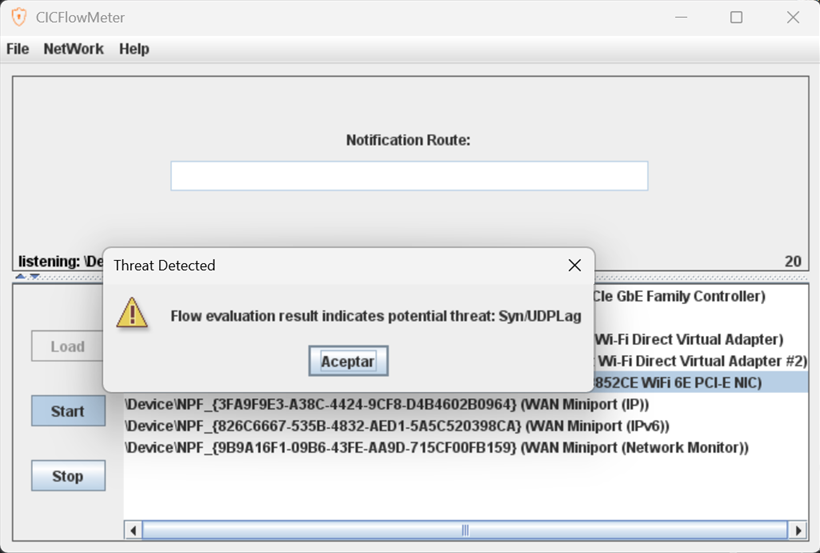 CICFlowMeter
File NetWork Help
Notification Route:
listening: \De
20
Threat Detected
Flow evaluation result indicates potential threat: Syn/UDPLag
Aceptar
Load
Start
Stop
CIe GbE Family Controller)
Wi-Fi Direct Virtual Adapter)
Wi-Fi Direct Virtual Adapter #2)
852CE WiFi 6E PCI-E NIC)
\Device\NPF_{3FA9F9E3-A38C-4424-9CF8-D4B4602B0964} (WAN Miniport (IP))
\Device\NPF_{826C6667-535B-4832-AED1-5A5C520398CA} (WAN Miniport (IPv6))
\Device\NPF_{9B9A16F1-09B6-43FE-AA9D-715CF00FB159} (WAN Miniport (Network Monitor))